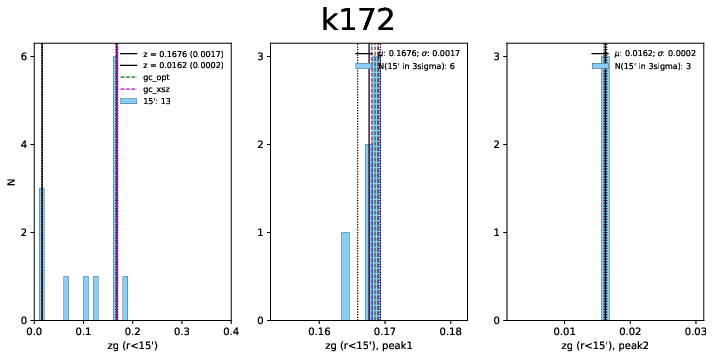 k172
z = 0.1676 (0.0017)
z = 0.0162 (0.0002)
gc_opt
gc_xsz
15': 13
N
0
2
4
6
0.0
0.1
0.2
0.3
0.4
zg (r<15')
μ: 0.1676; σ: 0.0017
N(15' in 3sigma): 6
0
1
2
3
0.16
0.17
0.18
zg (r<15'), peak1
μ: 0.0162; σ: 0.0002
N(15' in 3sigma): 3
0
1
2
3
0.01
0.02
0.03
zg (r<15'), peak2